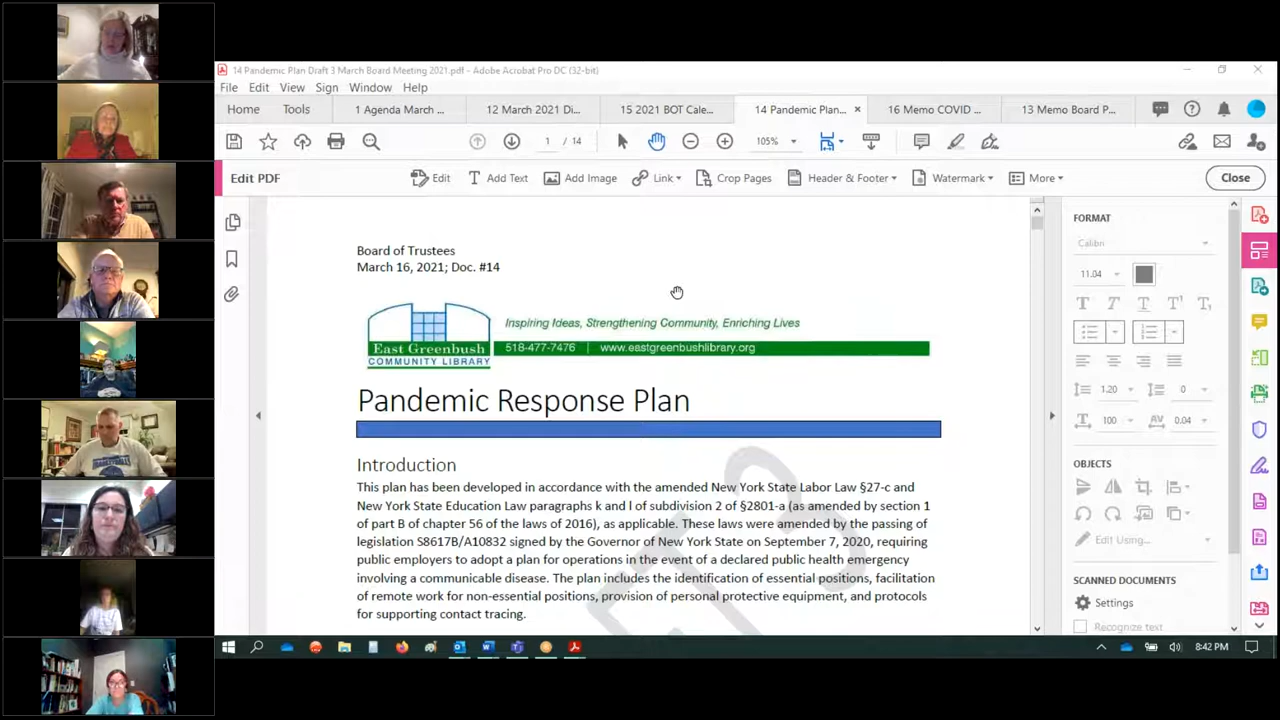 14 Pandemic Plan Draft 3 March Board Meeting 2021.pdf - Adobe Acrobat Pro DC (32-bit)
File Edit View Sign Window Help
Home Tools 1 Agenda March ... 12 March 2021 Di... 15 2021 BOT Cale... 14 Pandemic Plan... 16 Memo COVID ... 13 Memo Board P...
1 / 14 105%
Edit PDF Edit Add Text Add Image Link Crop Pages Header & Footer Watermark More Close
Board of Trustees
March 16, 2021; Doc. #14
Inspiring Ideas, Strengthening Community, Enriching Lives
East Greenbush 518-477-7476 | www.eastgreenbushlibrary.org
COMMUNITY LIBRARY
Pandemic Response Plan
Introduction
This plan has been developed in accordance with the amended New York State Labor Law §27-c and
New York State Education Law paragraphs k and l of subdivision 2 of §2801-a (as amended by section 1
of part B of chapter 56 of the laws of 2016), as applicable. These laws were amended by the passing of
legislation S8617B/A10832 signed by the Governor of New York State on September 7, 2020, requiring
public employers to adopt a plan for operations in the event of a declared public health emergency
involving a communicable disease. The plan includes the identification of essential positions, facilitation
of remote work for non-essential positions, provision of personal protective equipment, and protocols
for supporting contact tracing.
FORMAT
Calibri
11.04
1.20 0
100 0.04
OBJECTS
Edit Using...
SCANNED DOCUMENTS
Settings
Recognize text
8:42 PM